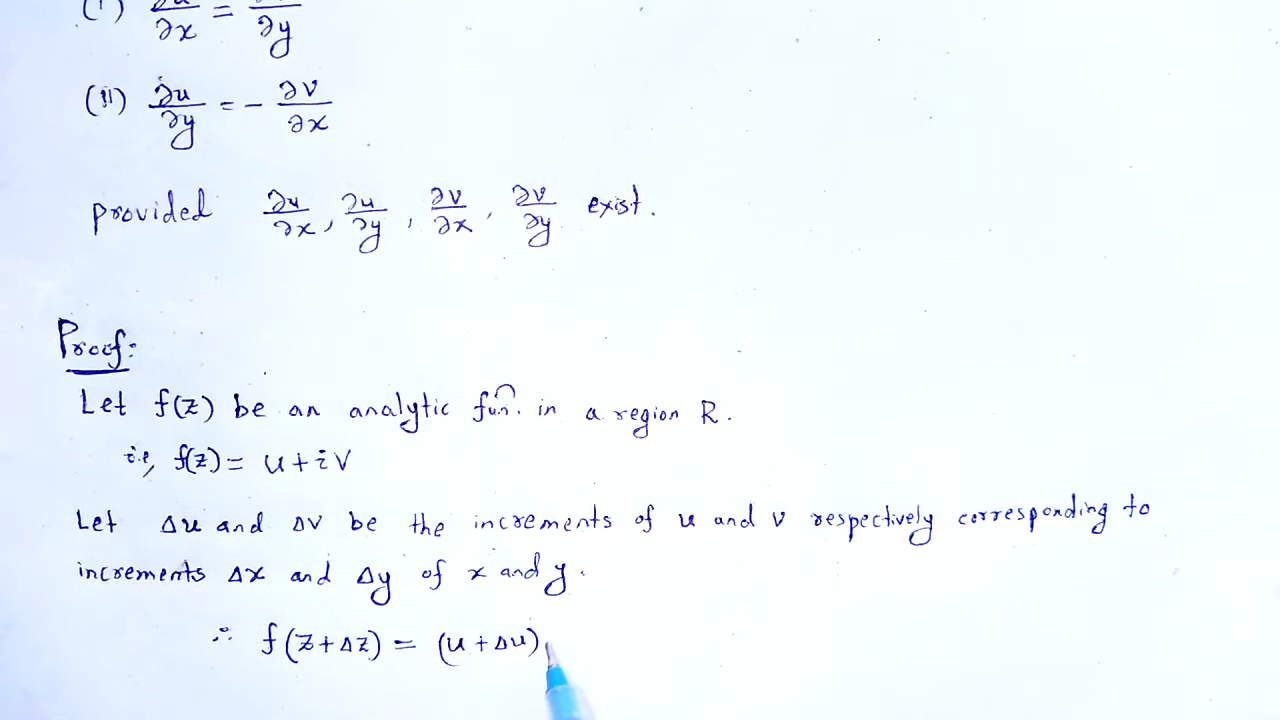 (i) ∂u/∂x = ∂/∂y
(ii) ∂u/∂y = - ∂v/∂x
provided ∂u/∂x, ∂u/∂y, ∂v/∂x, ∂v/∂y exist.
Proof:
Let f(z) be an analytic fun. in a region R.
i.e, f(z) = u+iv
Let Δu and Δv be the increments of u and v respectively corresponding to
increments Δx and Δy of x and y.
∴ f(z+Δz) = (u+Δu)